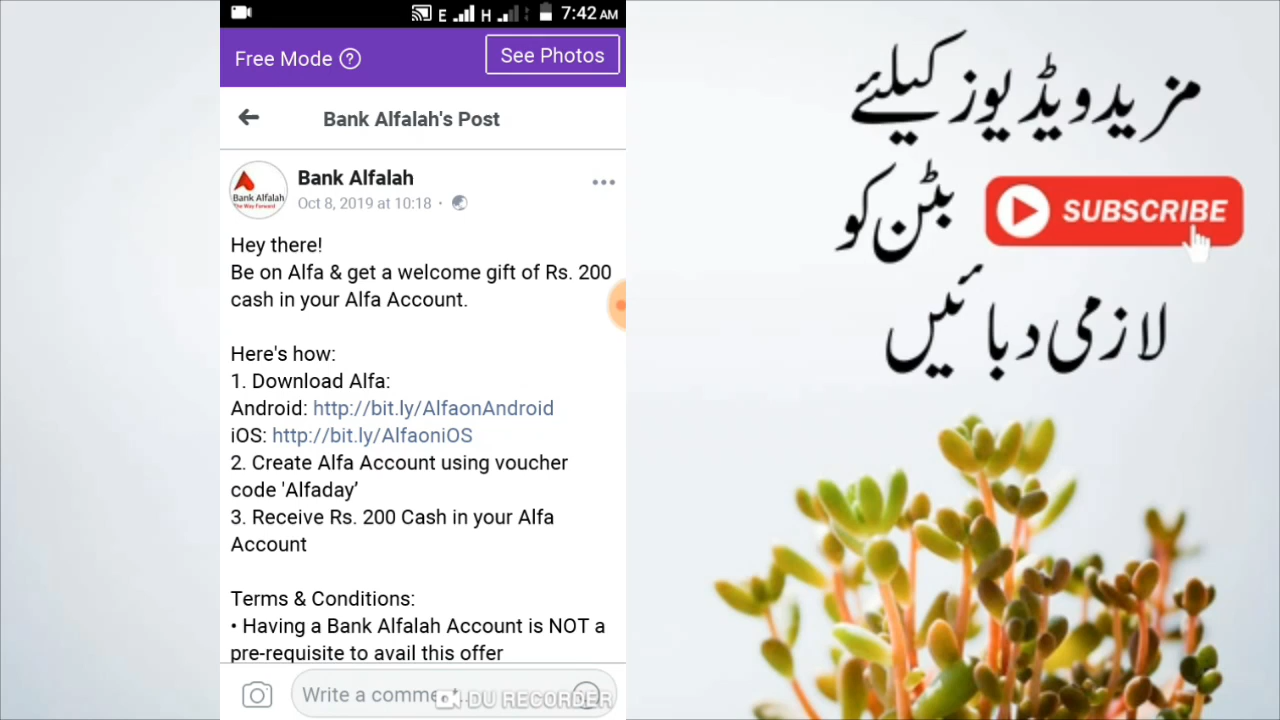 E H 7:42 AM
Free Mode ? See Photos
Bank Alfalah's Post
Bank Alfalah
Bank Alfalah
The Way Forward
Oct 8, 2019 at 10:18 ·
Hey there!
Be on Alfa & get a welcome gift of Rs. 200
cash in your Alfa Account.
Here's how:
1. Download Alfa:
Android: http://bit.ly/AlfaonAndroid
iOS: http://bit.ly/AlfaoniOS
2. Create Alfa Account using voucher
code 'Alfaday’
3. Receive Rs. 200 Cash in your Alfa
Account
Terms & Conditions:
• Having a Bank Alfalah Account is NOT a
pre-requisite to avail this offer
Write a comment...
DU RECORDER
مزید ویڈیوز کیلئے
SUBSCRIBE بٹن کو
لازمی دبائیں